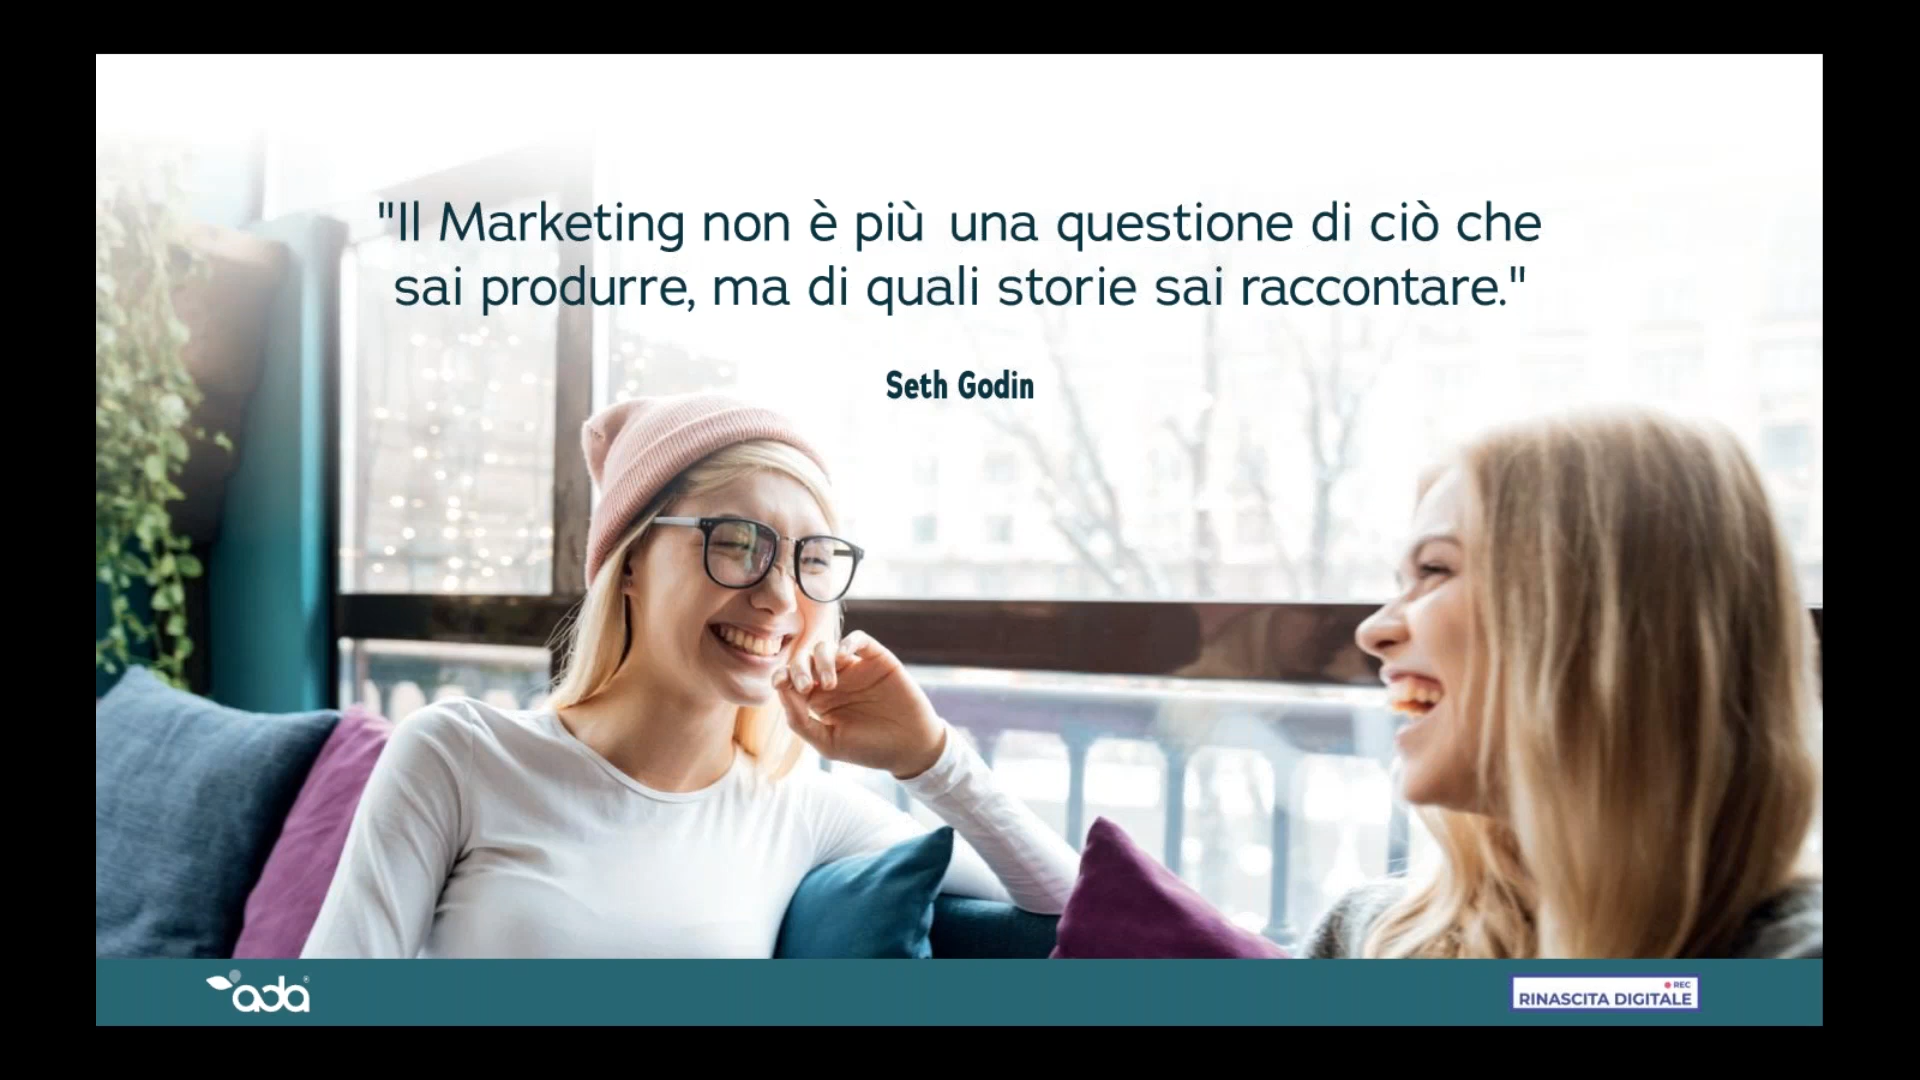 "Il Marketing non è più una questione di ciò che
sai produrre, ma di quali storie sai raccontare."
Seth Godin
ada
REC
RINASCITA DIGITALE